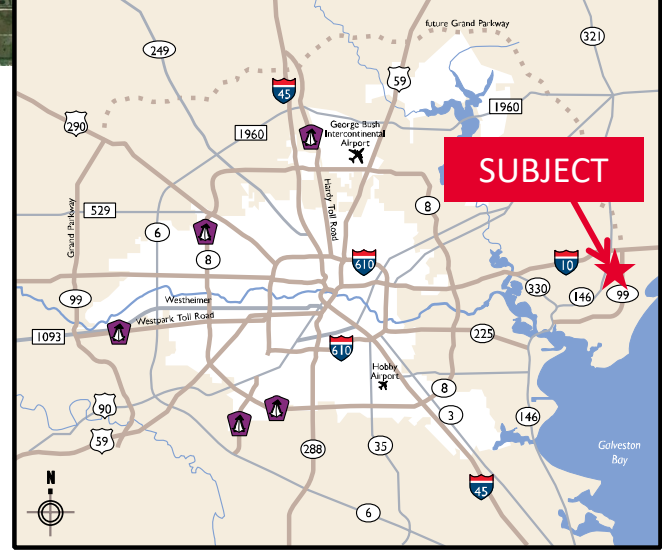 future Grand Parkway
321
249
59
45
290
1960
1960
George Bush
Intercontinental
Airport
SUBJECT
Hardy Toll Road
529
Grand Parkway
6
8
8
610
10
330
146
99
99
Westheimer
Westpark Toll Road
1093
225
610
Hobby
Airport
8
3
146
90
59
288
35
Galveston
Bay
45
N
6